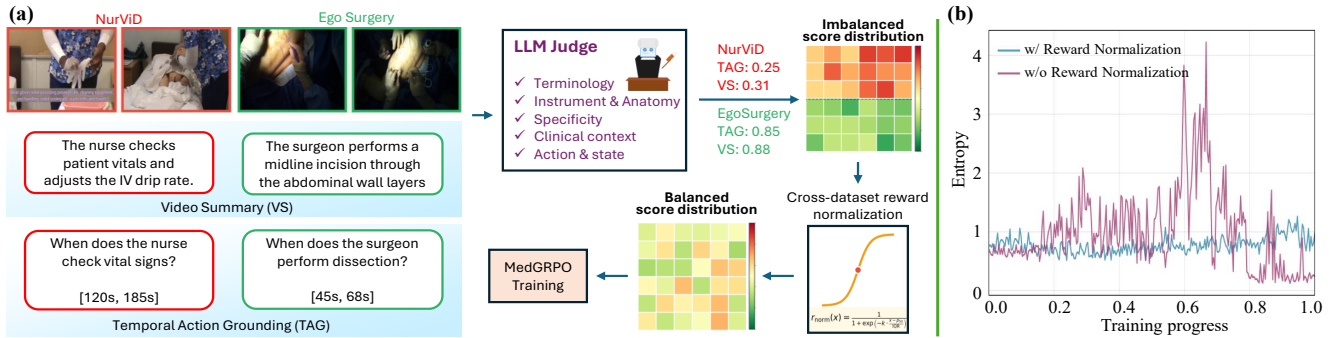 (a)
NurViD
Ego Surgery
The nurse checks
patient vitals and
adjusts the IV drip rate.
The surgeon performs a
midline incision through
the abdominal wall layers
Video Summary (VS)
When does the nurse
check vital signs?
[120s, 185s]
When does the surgeon
perform dissection?
[45s, 68s]
Temporal Action Grounding (TAG)
LLM Judge
✓ Terminology
✓ Instrument & Anatomy
✓ Specificity
✓ Clinical context
✓ Action & state
NurViD
TAG: 0.25
VS: 0.31
EgoSurgery
TAG: 0.85
VS: 0.88
Imbalanced
score distribution
Cross-dataset reward
normalization
Balanced
score distribution
MedGRPO
Training
(b)
w/ Reward Normalization
w/o Reward Normalization
Entropy
4
3
2
1
0
0.0 0.2 0.4 0.6 0.8 1.0
Training progress